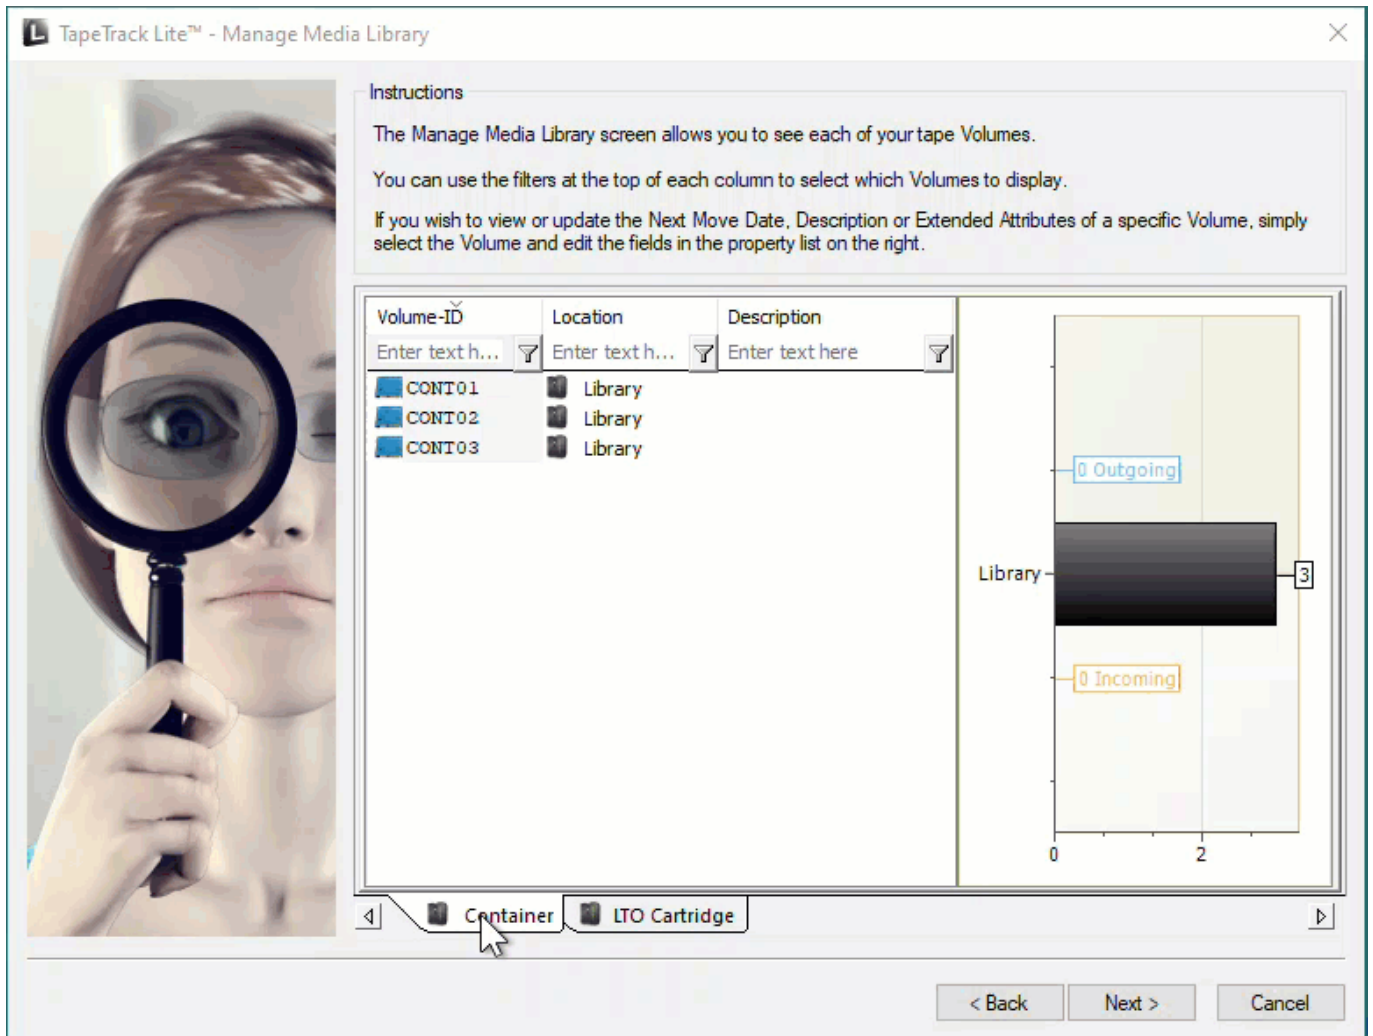 TapeTrack Lite™ - Manage Media Library
Instructions
The Manage Media Library screen allows you to see each of your tape Volumes.
You can use the filters at the top of each column to select which Volumes to display.
If you wish to view or update the Next Move Date, Description or Extended Attributes of a specific Volume, simply
select the Volume and edit the fields in the property list on the right.
Volume-ID Location Description
Enter text h... Enter text h... Enter text here
CONT01 Library
CONT02 Library
CONT03 Library
0 Outgoing
Library 3
0 Incoming
0 2
Container LTO Cartridge
< Back Next > Cancel